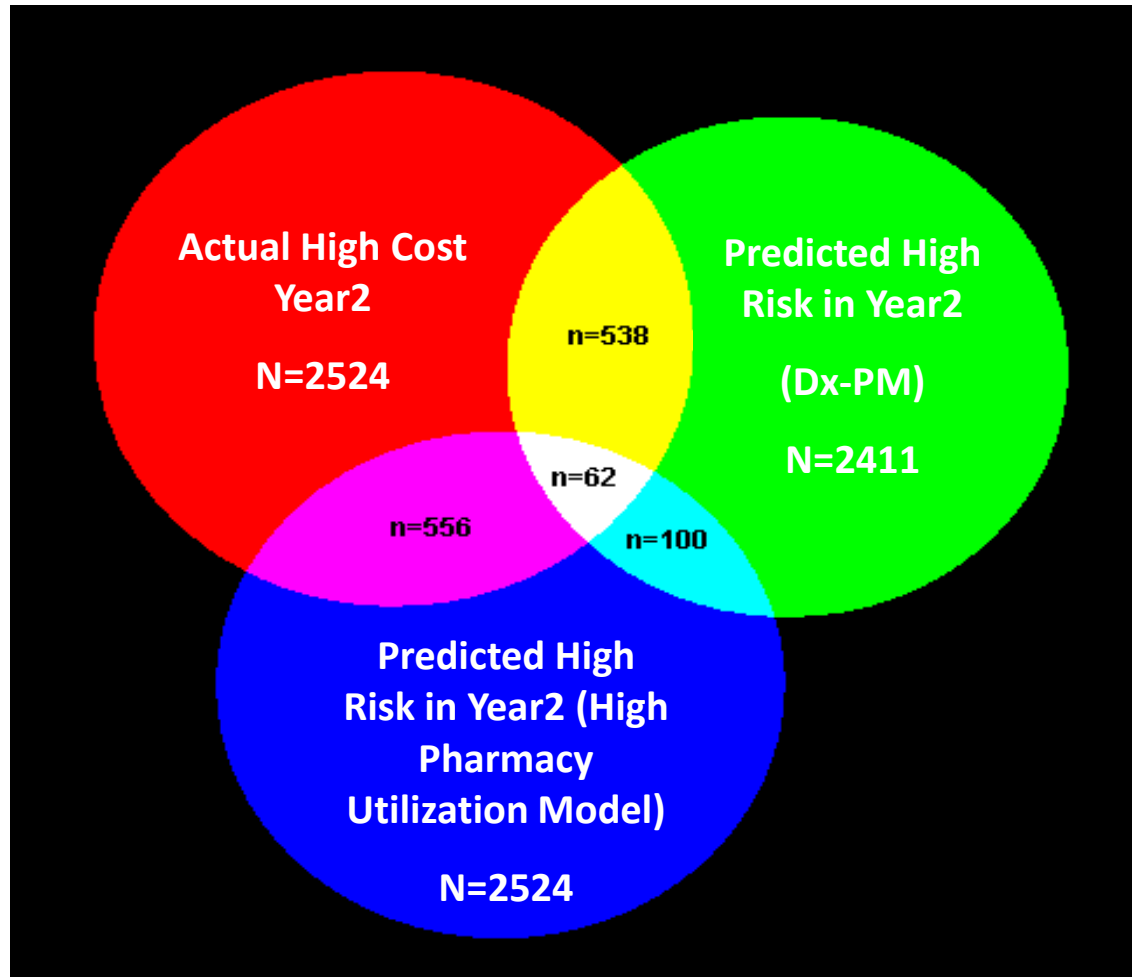 Actual High Cost
Year2
N=2524
Predicted High
Risk in Year2
(Dx-PM)
N=2411
n=538
n=62
n=556
n=100
Predicted High
Risk in Year2 (High
Pharmacy
Utilization Model)
N=2524